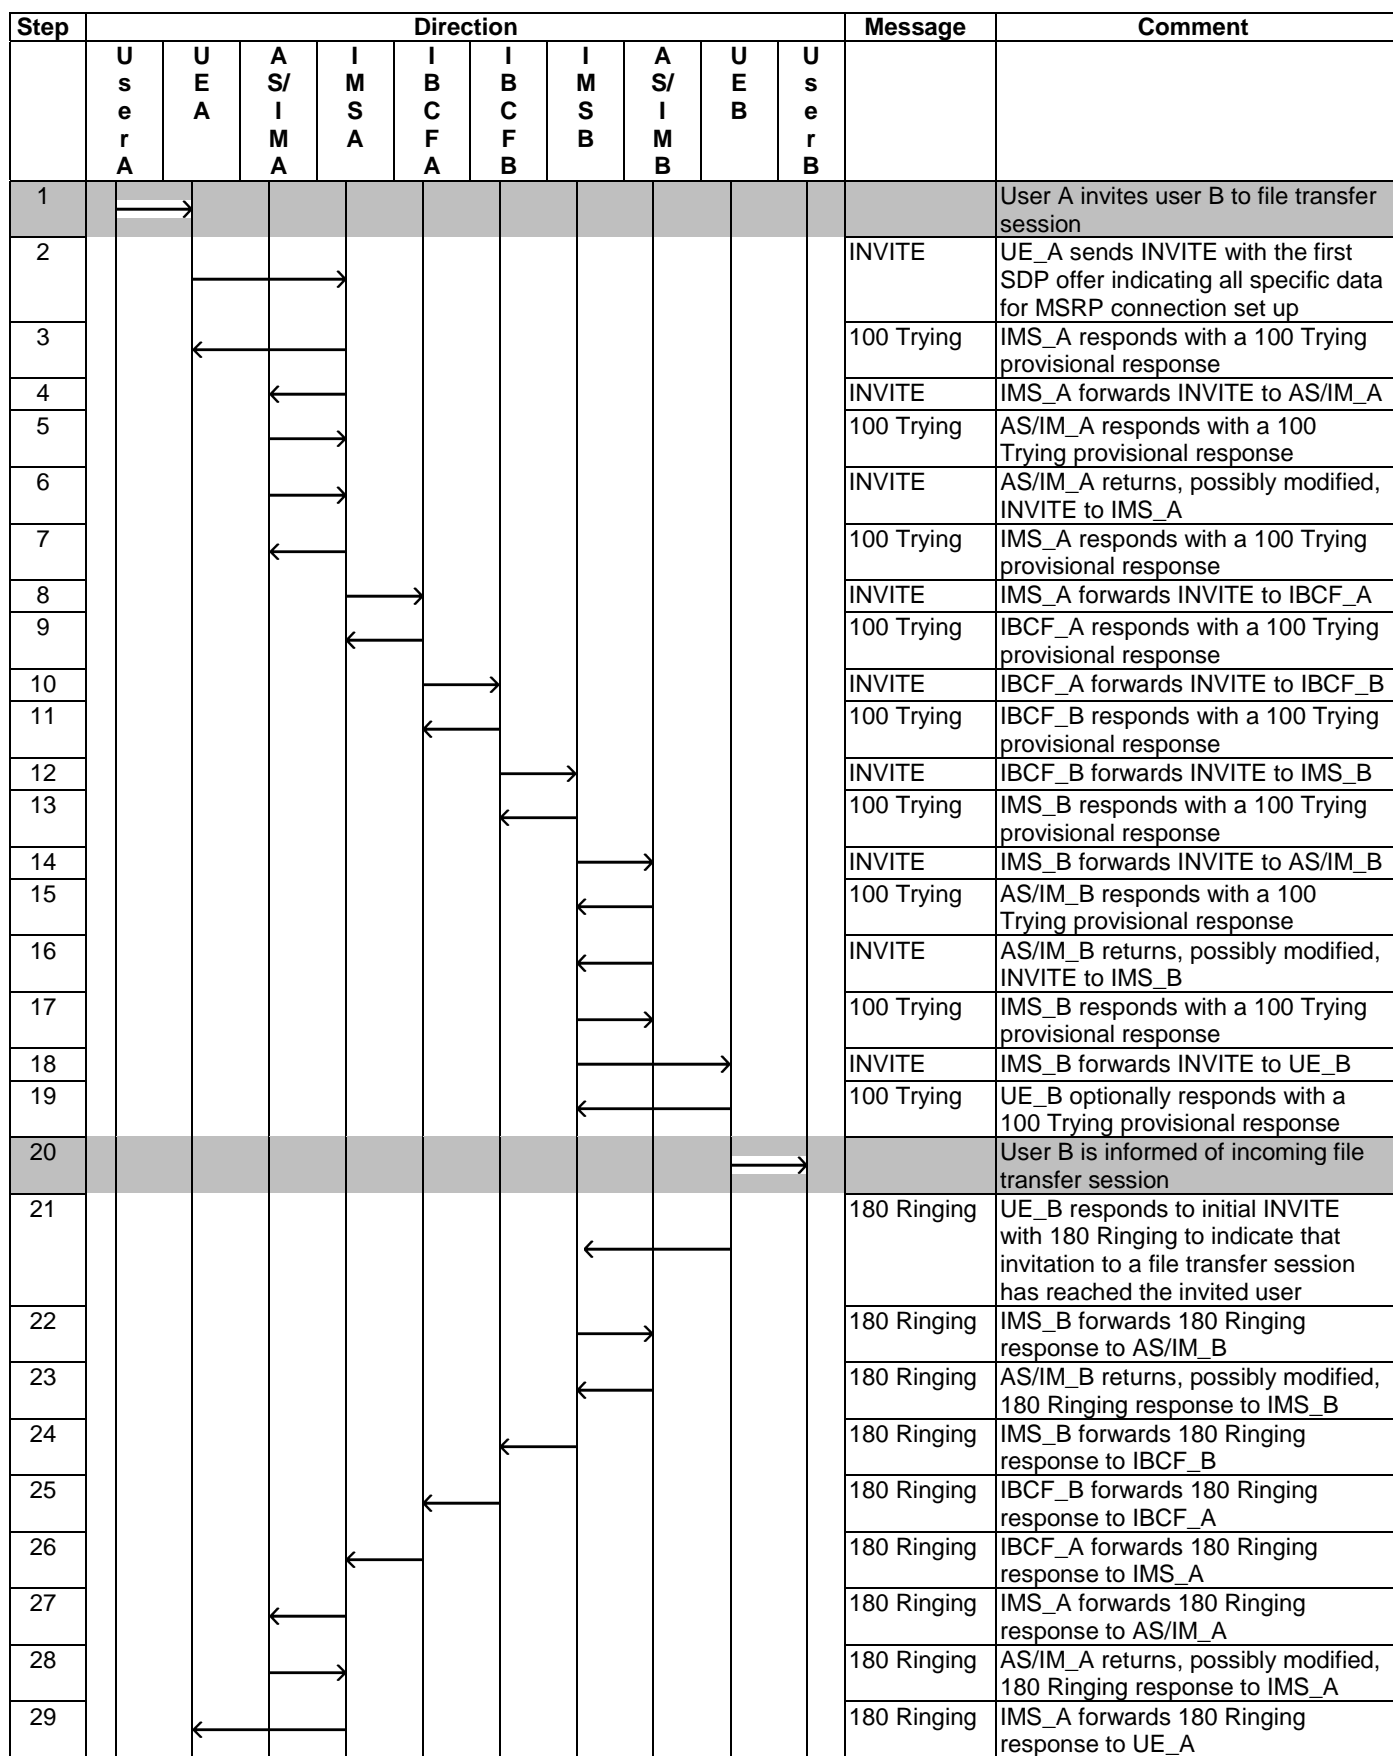 Step Direction Message Comment
U U A I I I I A U U
s E S/ M B B M S/ E s
e A I S C C S I B e
r M A F F B M r
A A A B B B
1 User A invites user B to file transfer
session
2 INVITE UE_A sends INVITE with the first
SDP offer indicating all specific data
for MSRP connection set up
3 100 Trying IMS_A responds with a 100 Trying
provisional response
4 INVITE IMS_A forwards INVITE to AS/IM_A
5 100 Trying AS/IM_A responds with a 100
Trying provisional response
6 INVITE AS/IM_A returns, possibly modified,
INVITE to IMS_A
7 100 Trying IMS_A responds with a 100 Trying
provisional response
8 INVITE IMS_A forwards INVITE to IBCF_A
9 100 Trying IBCF_A responds with a 100 Trying
provisional response
10 INVITE IBCF_A forwards INVITE to IBCF_B
11 100 Trying IBCF_B responds with a 100 Trying
provisional response
12 INVITE IBCF_B forwards INVITE to IMS_B
13 100 Trying IMS_B responds with a 100 Trying
provisional response
14 INVITE IMS_B forwards INVITE to AS/IM_B
15 100 Trying AS/IM_B responds with a 100
Trying provisional response
16 INVITE AS/IM_B returns, possibly modified,
INVITE to IMS_B
17 100 Trying IMS_B responds with a 100 Trying
provisional response
18 INVITE IMS_B forwards INVITE to UE_B
19 100 Trying UE_B optionally responds with a
100 Trying provisional response
20 User B is informed of incoming file
transfer session
21 180 Ringing UE_B responds to initial INVITE
with 180 Ringing to indicate that
invitation to a file transfer session
has reached the invited user
22 180 Ringing IMS_B forwards 180 Ringing
response to AS/IM_B
23 180 Ringing AS/IM_B returns, possibly modified,
180 Ringing response to IMS_B
24 180 Ringing IMS_B forwards 180 Ringing
response to IBCF_B
25 180 Ringing IBCF_B forwards 180 Ringing
response to IBCF_A
26 180 Ringing IBCF_A forwards 180 Ringing
response to IMS_A
27 180 Ringing IMS_A forwards 180 Ringing
response to AS/IM_A
28 180 Ringing AS/IM_A returns, possibly modified,
180 Ringing response to IMS_A
29 180 Ringing IMS_A forwards 180 Ringing
response to UE_A